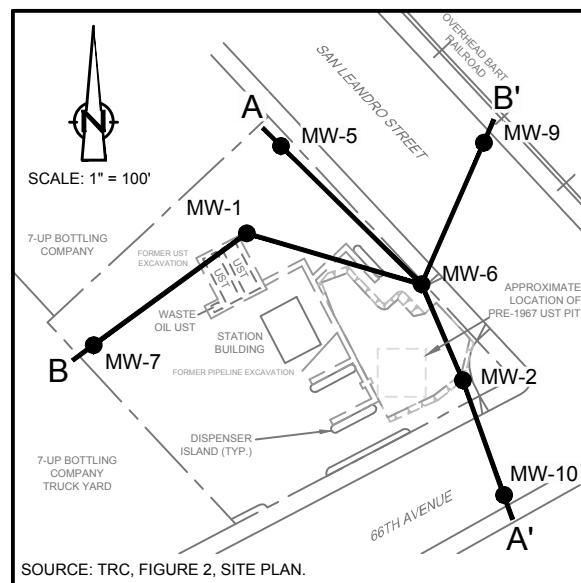 OVERHEAD BART
RAILROAD
SAN LEANDRO STREET
B'
A
MW-9
MW-5
N
SCALE: 1" = 100'
MW-1
7-UP BOTTLING
COMPANY
FORMER UST
EXCAVATION
UST
UST
MW-6
APPROXIMATE
LOCATION OF
PRE-1967 UST PIT
WASTE
OIL UST
STATION
BUILDING
MW-7
B
FORMER PIPELINE EXCAVATION
MW-2
DISPENSER
ISLAND (TYP.)
7-UP BOTTLING
COMPANY
TRUCK YARD
MW-10
66TH AVENUE
A'
SOURCE: TRC, FIGURE 2, SITE PLAN.